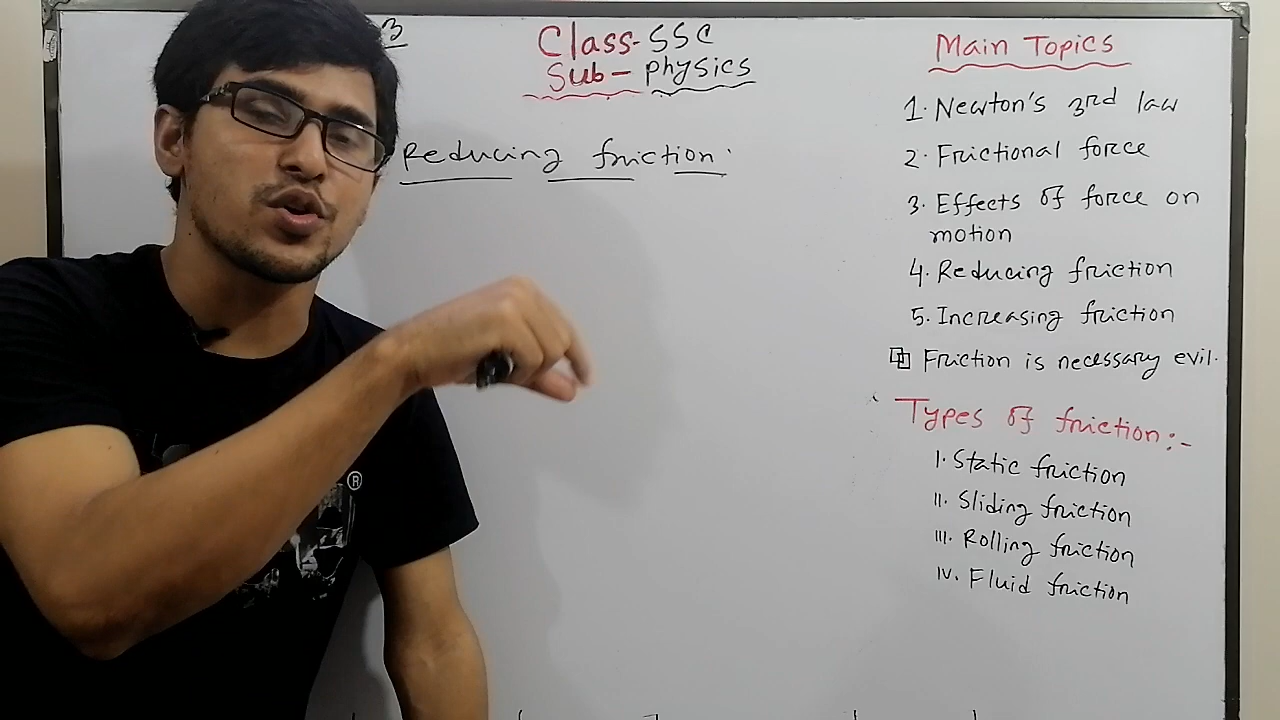 3
Class-SSC
Sub- physics
Reducing friction:
Main Topics
1. Newton's 3rd law
2. Frictional force
3. Effects of force on
motion
4. Reducing friction
5. Increasing friction
Friction is necessary evil.
Types of friction:-
I. Static friction
II. Sliding friction
III. Rolling friction
IV. Fluid friction
®